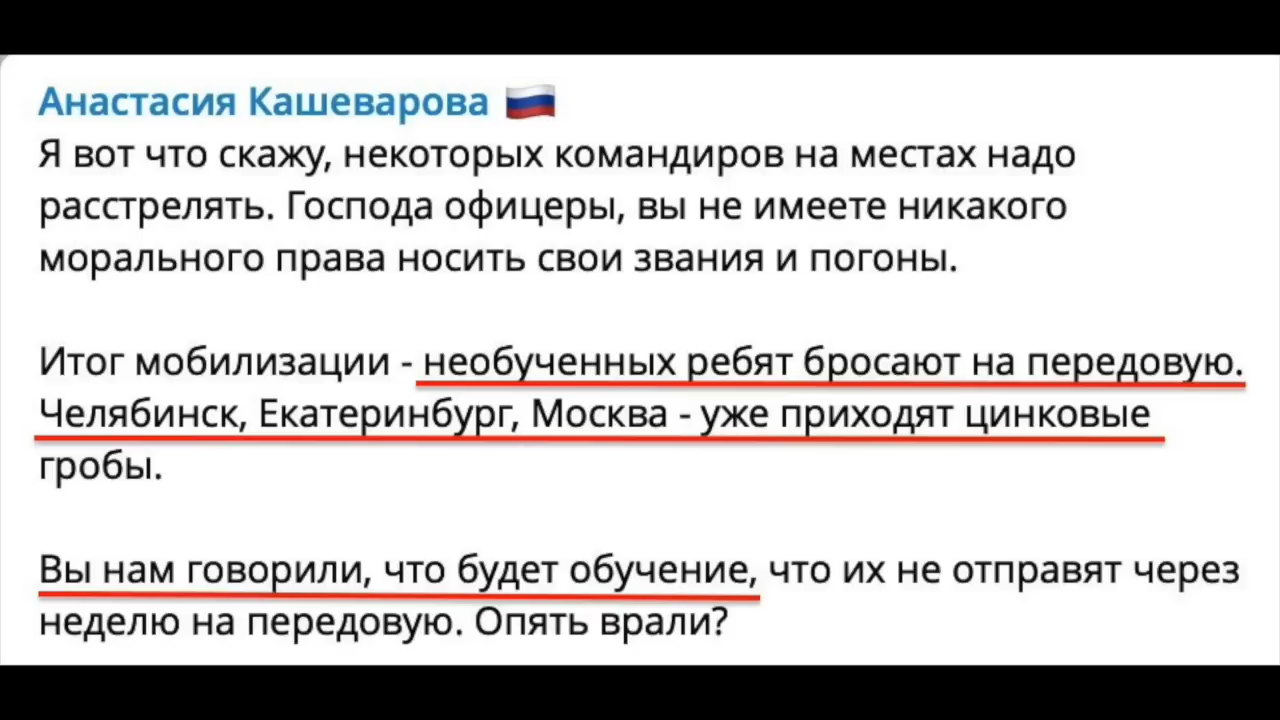 Анастасия Кашеварова 🇷🇺
Я вот что скажу, некоторых командиров на местах надо
расстрелять. Господа офицеры, вы не имеете никакого
морального права носить свои звания и погоны.
Итог мобилизации - необученных ребят бросают на передовую.
Челябинск, Екатеринбург, Москва - уже приходят цинковые
гробы.
Вы нам говорили, что будет обучение, что их не отправят через
неделю на передовую. Опять врали?